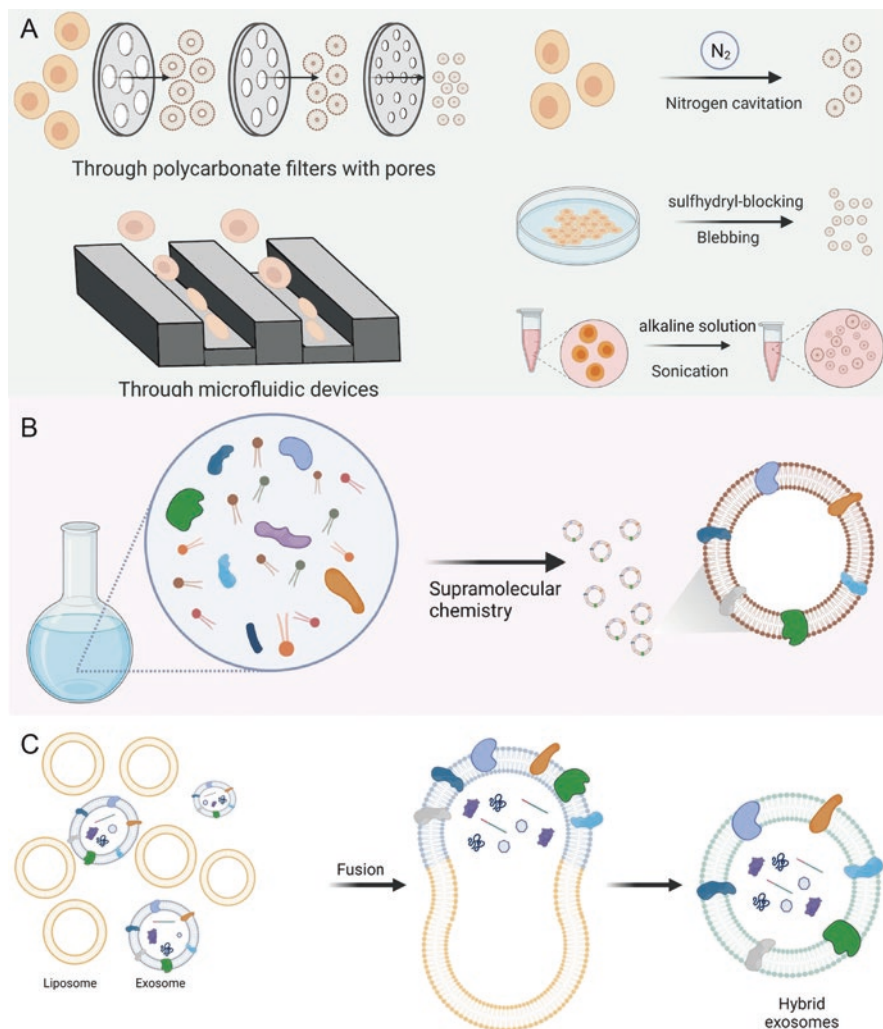 A
Through polycarbonate filters with pores
N₂
Nitrogen cavitation
sulfhydryl-blocking
Blebbing
Through microfluidic devices
alkaline solution
Sonication
B
Supramolecular
chemistry
C
Liposome
Exosome
Fusion
Hybrid
exosomes